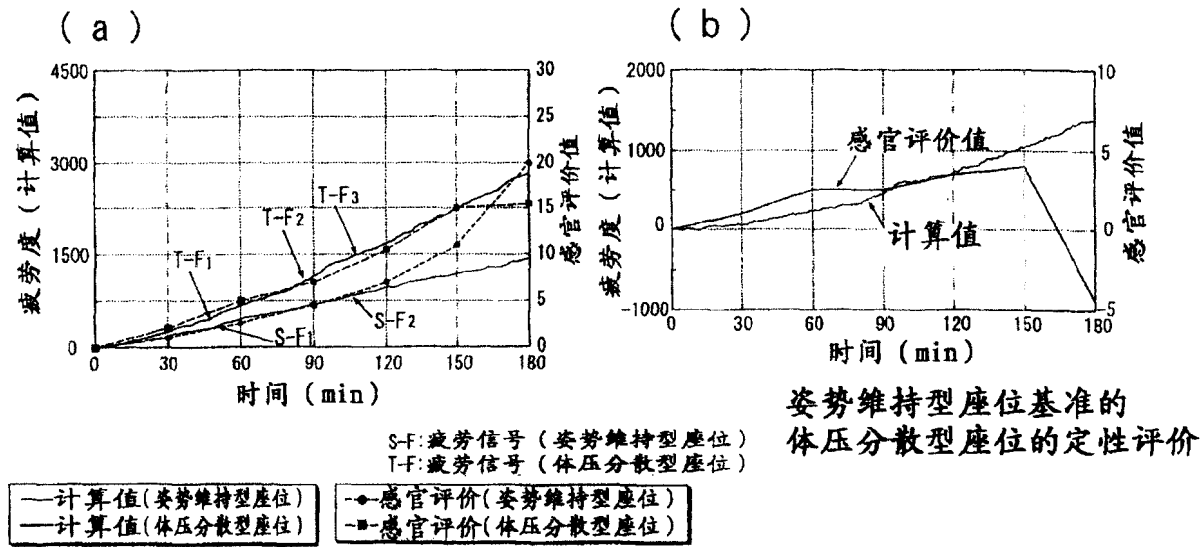 (a)
4500
3000
1500
0
疲劳度(计算值)
30
25
20
15
10
5
0
感官评价值
T-F3
T-F2
T-F1
S-F2
S-F1
0 30 60 90 120 150 180
时间(min)
(b)
2000
1000
0
-1000
疲劳度(计算值)
10
5
0
-5
感官评价值
感官评价值
计算值
0 30 60 90 120 150 180
时间(min)
姿势维持型座位基准的
体压分散型座位的定性评价
S-F:疲劳信号(姿势维持型座位)
T-F:疲劳信号(体压分散型座位)
计算值(姿势维持型座位)
计算值(体压分散型座位)
感官评价(姿势维持型座位)
感官评价(体压分散型座位)